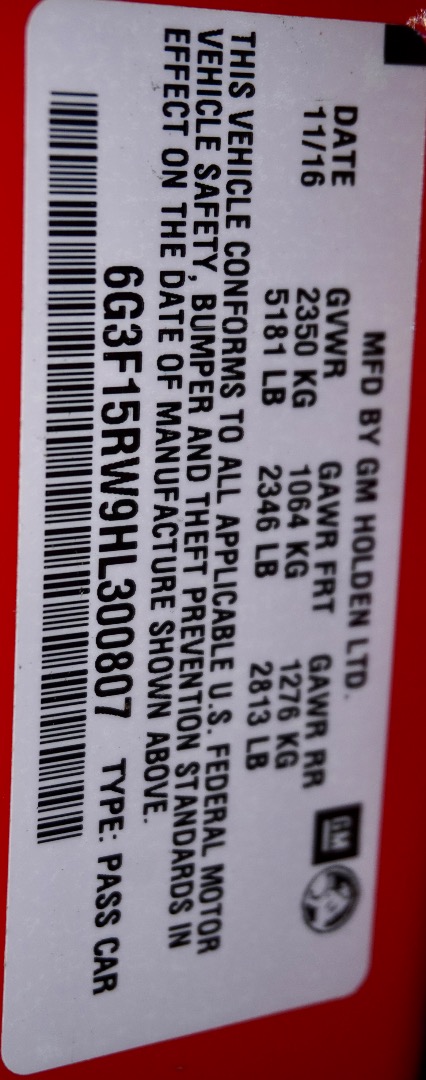 MFD BY GM HOLDEN LTD.
DATE GVWR GAWR FRT GAWR RR
11/16 2350 KG 1064 KG 1276 KG
5181 LB 2346 LB 2813 LB
GM
THIS VEHICLE CONFORMS TO ALL APPLICABLE U.S. FEDERAL MOTOR
VEHICLE SAFETY, BUMPER AND THEFT PREVENTION STANDARDS IN
EFFECT ON THE DATE OF MANUFACTURE SHOWN ABOVE.
6G3F15RW9HL300807 TYPE: PASS CAR